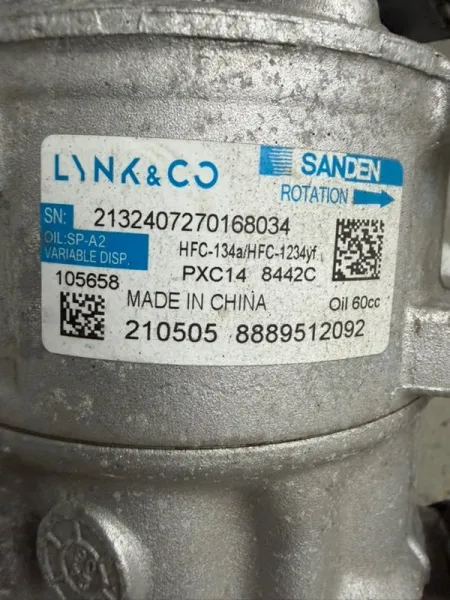 LYNK&CO
SANDEN
ROTATION
SN: 2132407270168034
OIL:SP-A2
VARIABLE DISP.
HFC-134a/HFC-1234yf
105658
PXC14 8442C
MADE IN CHINA
Oil 60cc
210505 8889512092